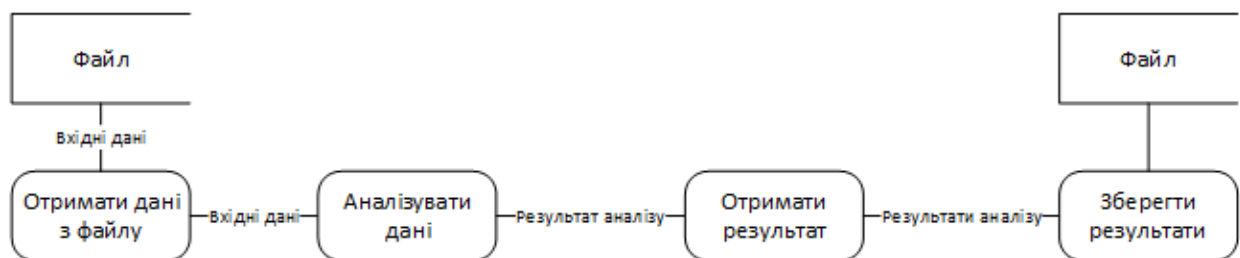 Файл
Файл
Вхідні дані
Отримати дані
з файлу
Вхідні дані
Аналізувати
дані
Результат аналізу
Отримати
результат
Результати аналізу
Зберегти
результати